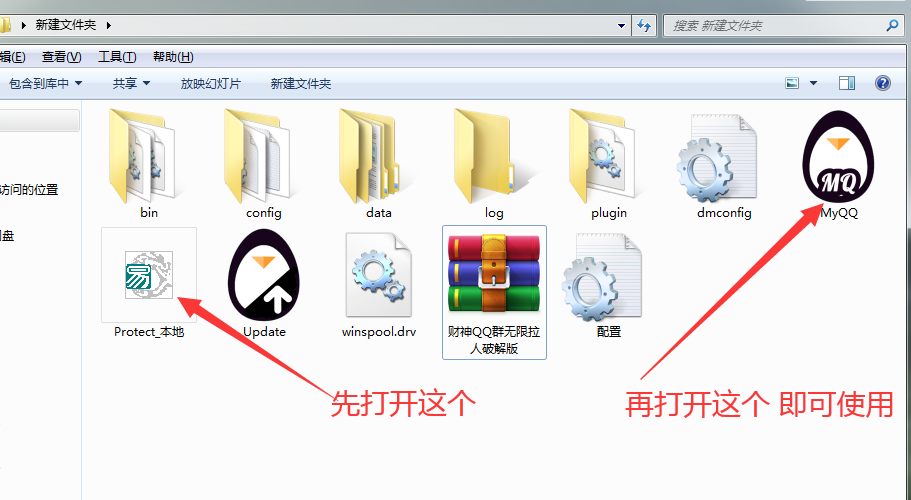 新建文件夹
搜索 新建文件夹
辑(E) 查看(V) 工具(T) 帮助(H)
包含到库中 共享 放映幻灯片 新建文件夹
访问的位置
bin config data log plugin dmconfig MyQQ
MQ
易
Protect_本地 Update winspool.drv 财神QQ群无限拉 配置
人破解版
先打开这个 再打开这个 即可使用